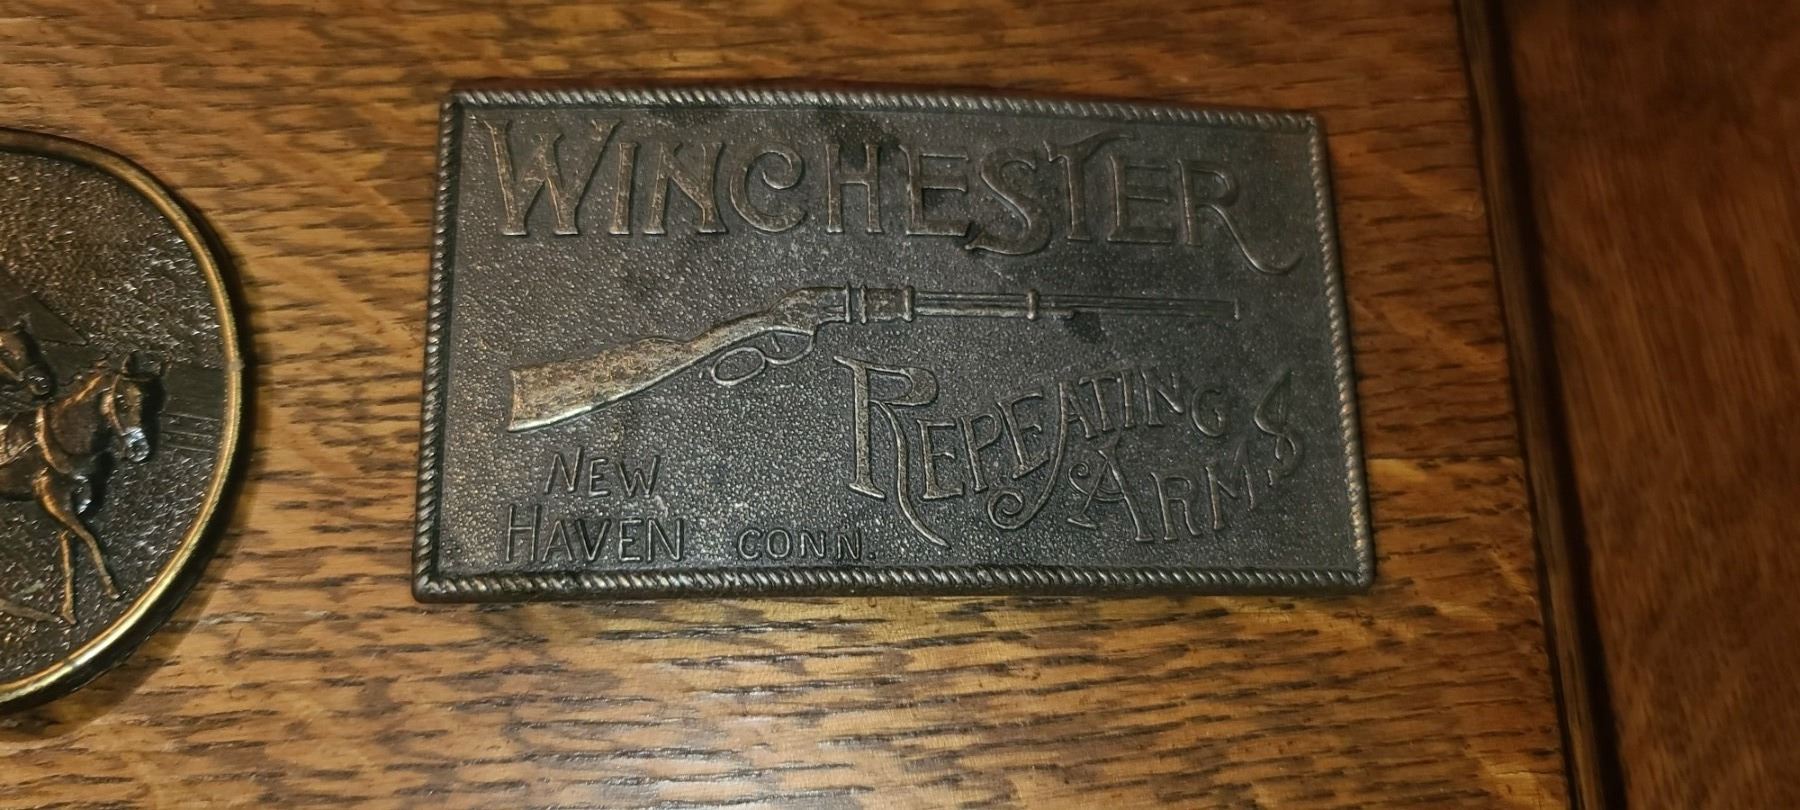 WINCHESTER
REPEATING
ARMS
NEW
HAVEN CONN.